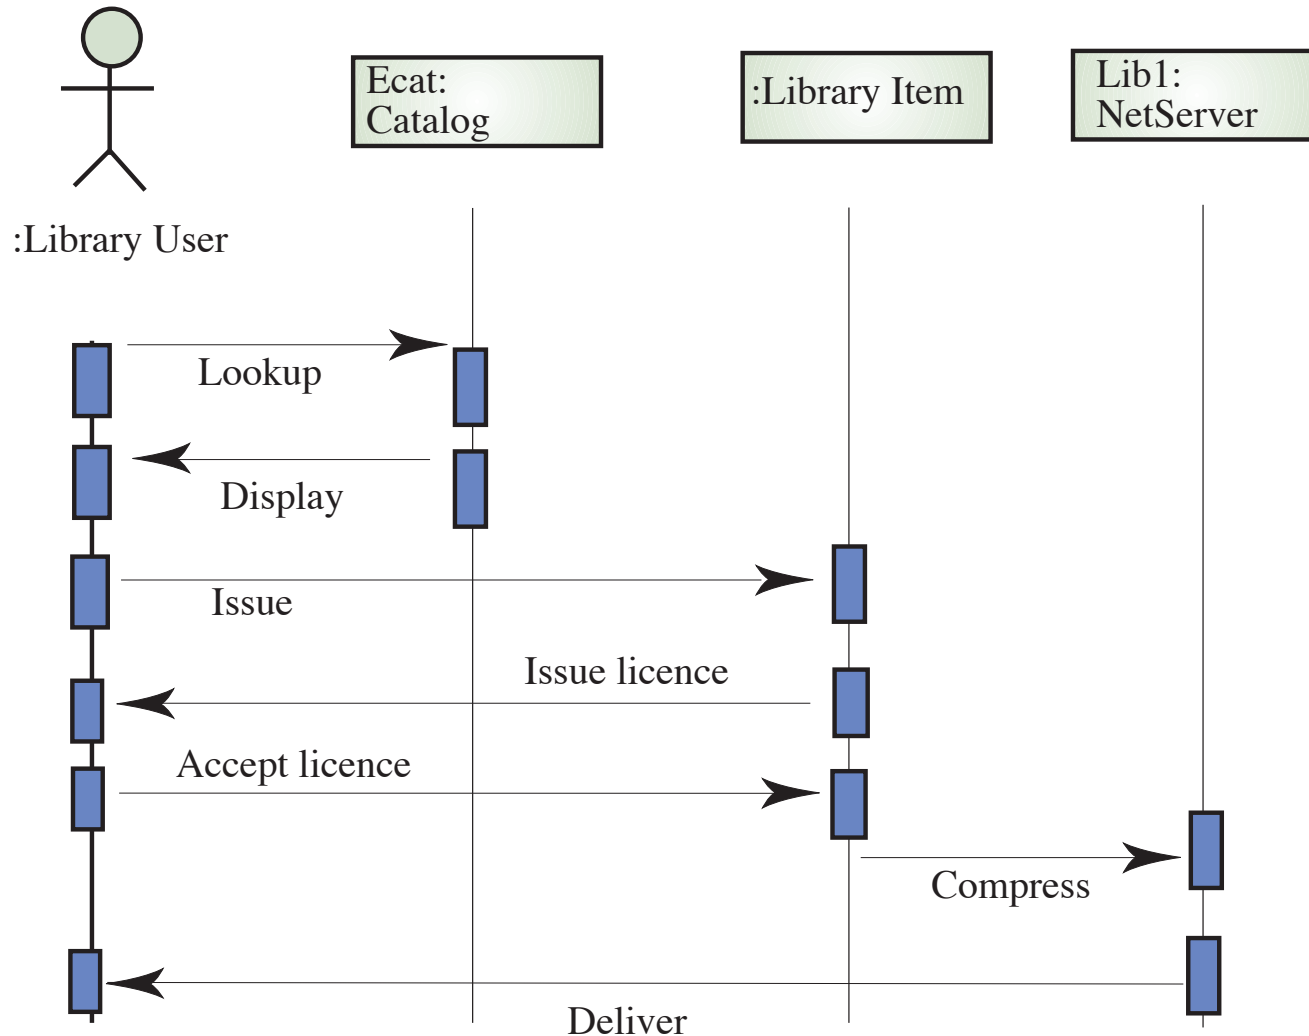 Ecat:
Catalog
:Library Item
Lib1:
NetServer
:Library User
Lookup
Display
Issue
Issue licence
Accept licence
Compress
Deliver